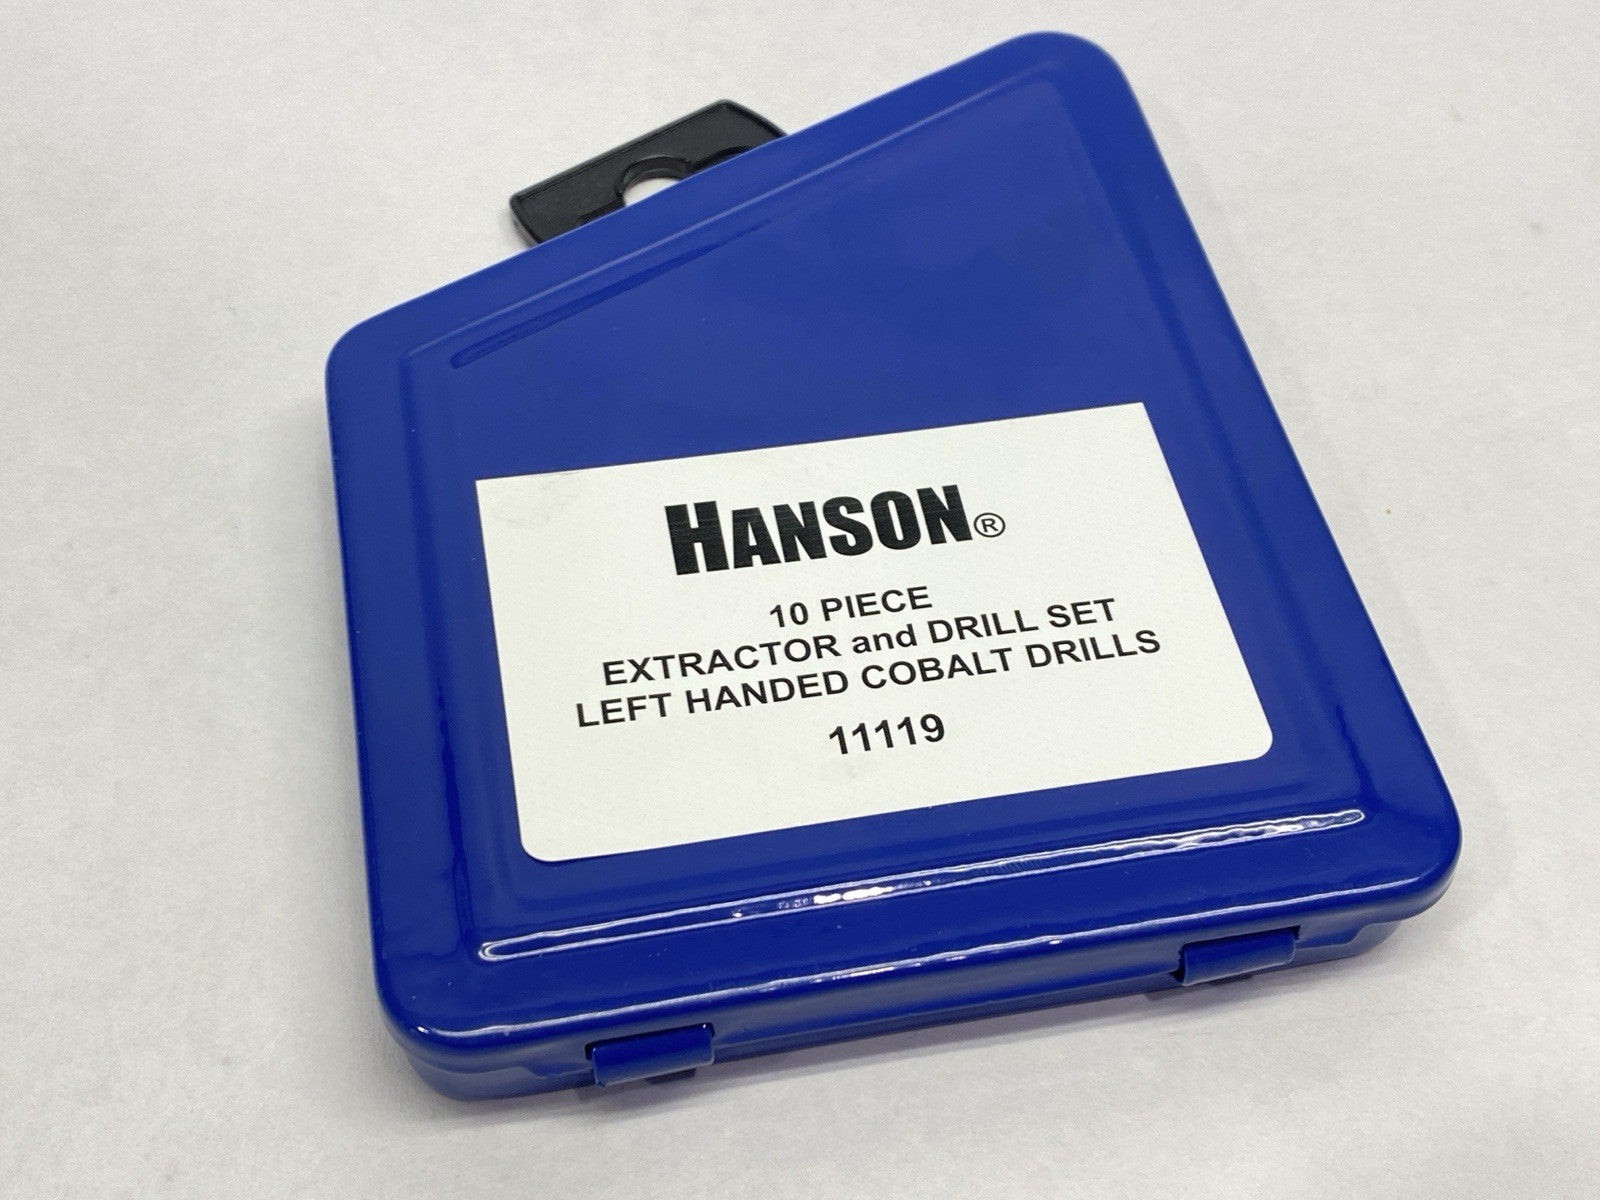 HANSON®
10 PIECE
EXTRACTOR and DRILL SET
LEFT HANDED COBALT DRILLS
11119